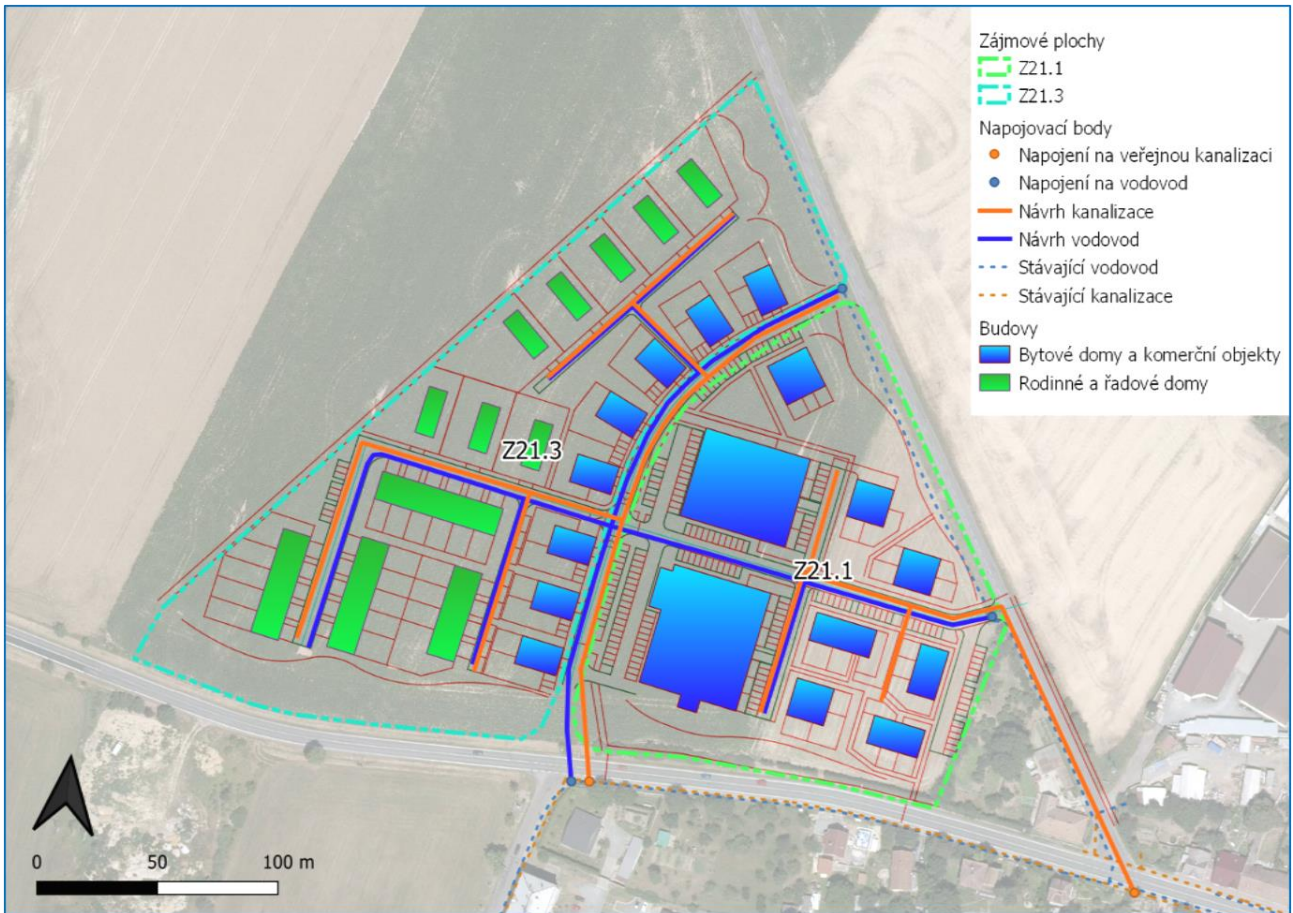 Zájmové plochy
Z21.1
Z21.3
Napojovací body
Napojení na veřejnou kanalizaci
Napojení na vodovod
Návrh kanalizace
Návrh vodovod
Stávající vodovod
Stávající kanalizace
Budovy
Bytové domy a komerční objekty
Rodinné a řadové domy
Z21.3
Z21.1
0 50 100 m